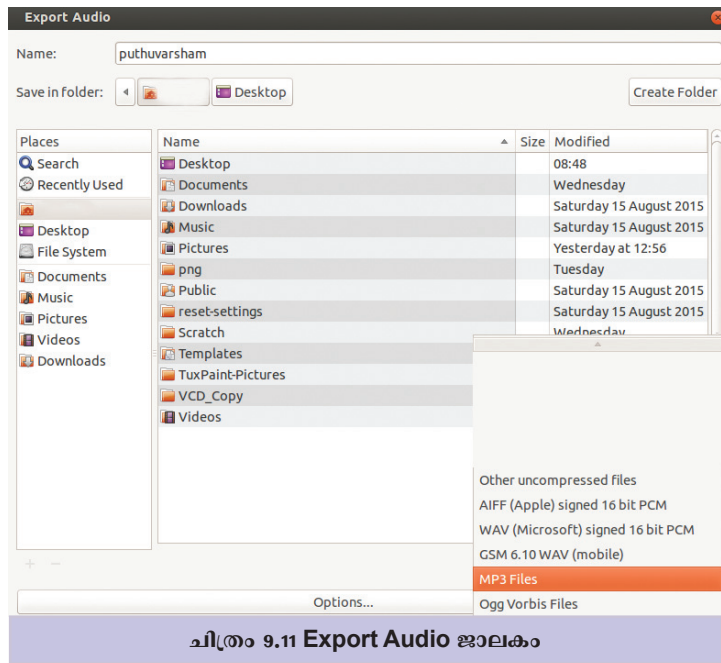 Export Audio
Name: puthuvarsham
Save in folder: Desktop Create Folder
Places Name Size Modified
Search Desktop 08:48
Recently Used Documents Wednesday
Downloads Saturday 15 August 2015
Desktop Music Saturday 15 August 2015
File System Pictures Yesterday at 12:56
Documents png Tuesday
Music Public Saturday 15 August 2015
Pictures reset-settings Saturday 15 August 2015
Videos Scratch Wednesday
Downloads Templates
TuxPaint-Pictures
VCD_Copy
Videos
Other uncompressed files
AIFF (Apple) signed 16 bit PCM
WAV (Microsoft) signed 16 bit PCM
GSM 6.10 WAV (mobile)
MP3 Files
Options... Ogg Vorbis Files
ചിത്രം 9.11 Export Audio ജാലകം